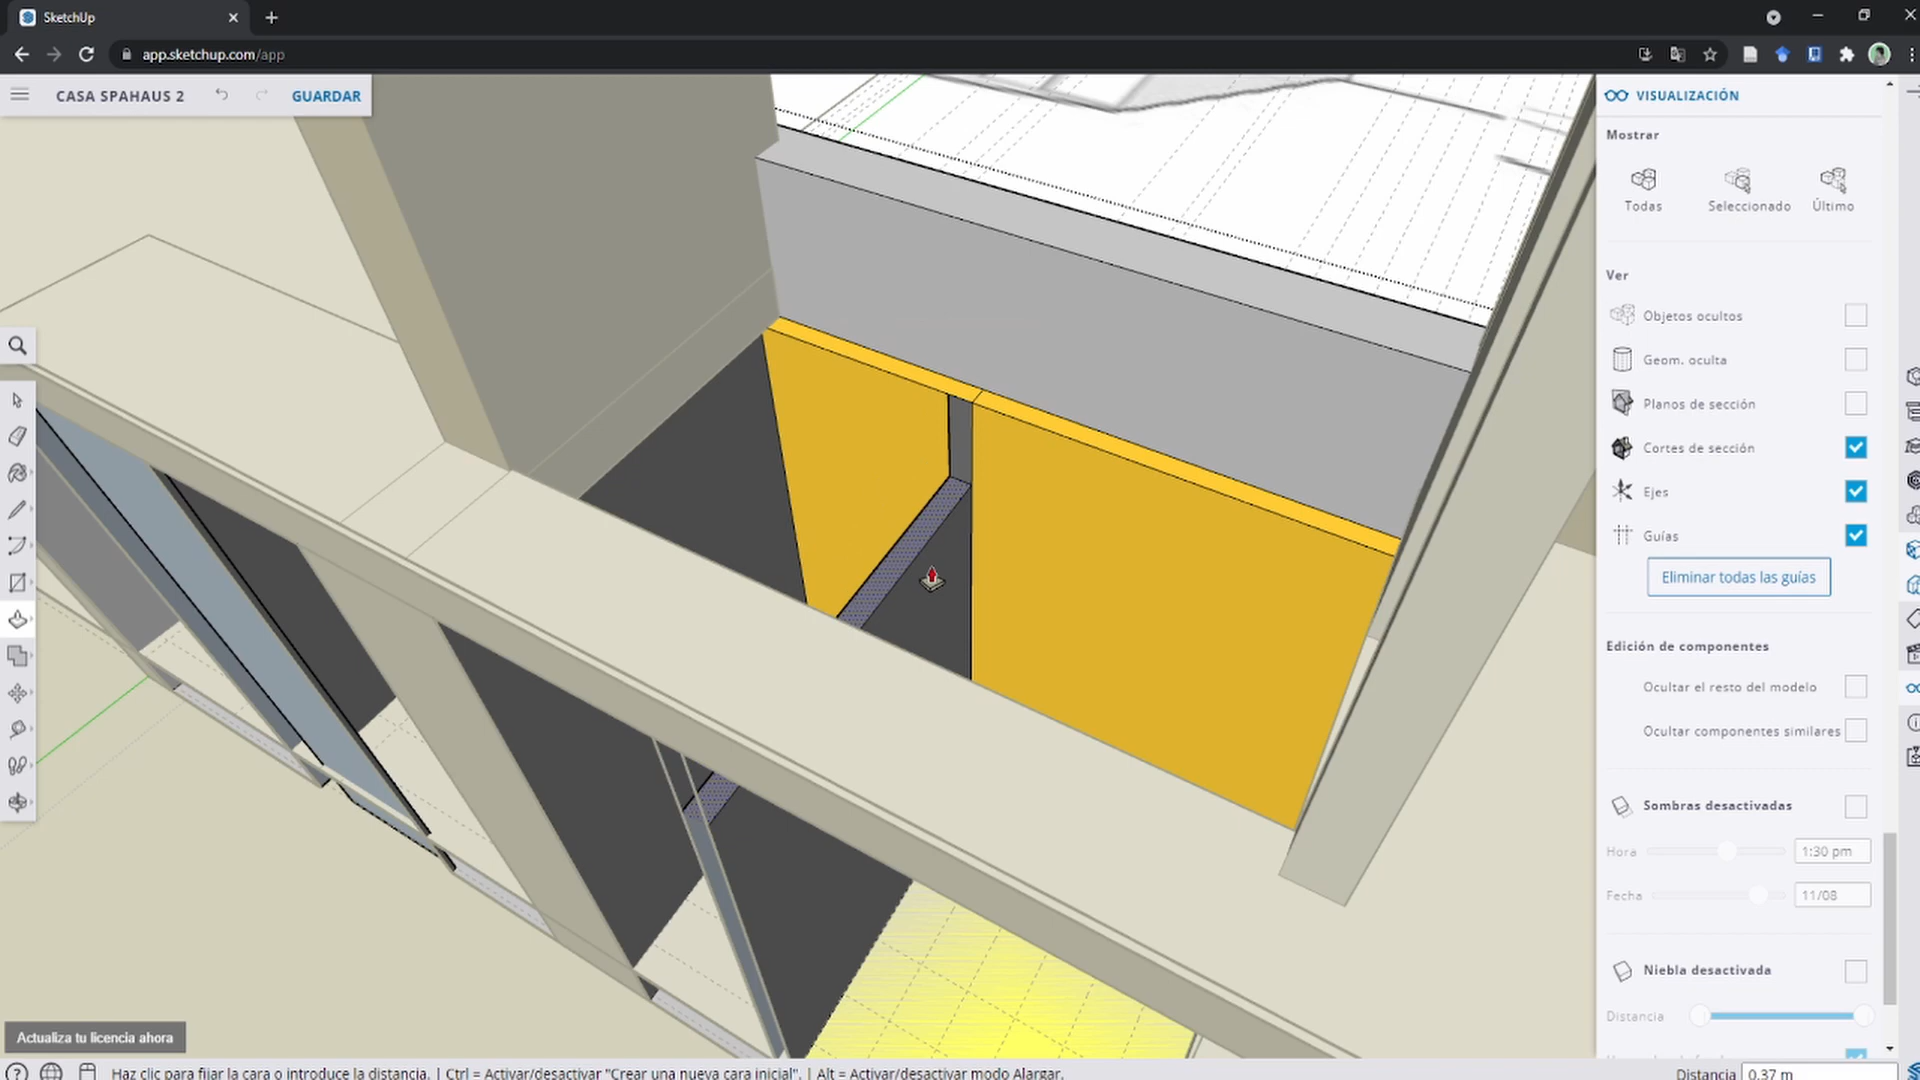 SketchUp
app.sketchup.com/app
CASA SPAHAUS 2
GUARDAR
VISUALIZACIÓN
Mostrar
Todas
Seleccionado
Último
Ver
Objetos ocultos
Geom. oculta
Planos de sección
Cortes de sección
Ejes
Guías
Eliminar todas las guías
Edición de componentes
Ocultar el resto del modelo
Ocultar componentes similares
Sombras desactivadas
Hora
1:30 pm
Fecha
11/08
Niebla desactivada
Distancia
Actualiza tu licencia ahora
Haz clic para fijar la cara o introduce la distancia. | Ctrl = Activar/desactivar "Crear una nueva cara inicial". | Alt = Activar/desactivar modo Alargar.
Distancia 0,37 m